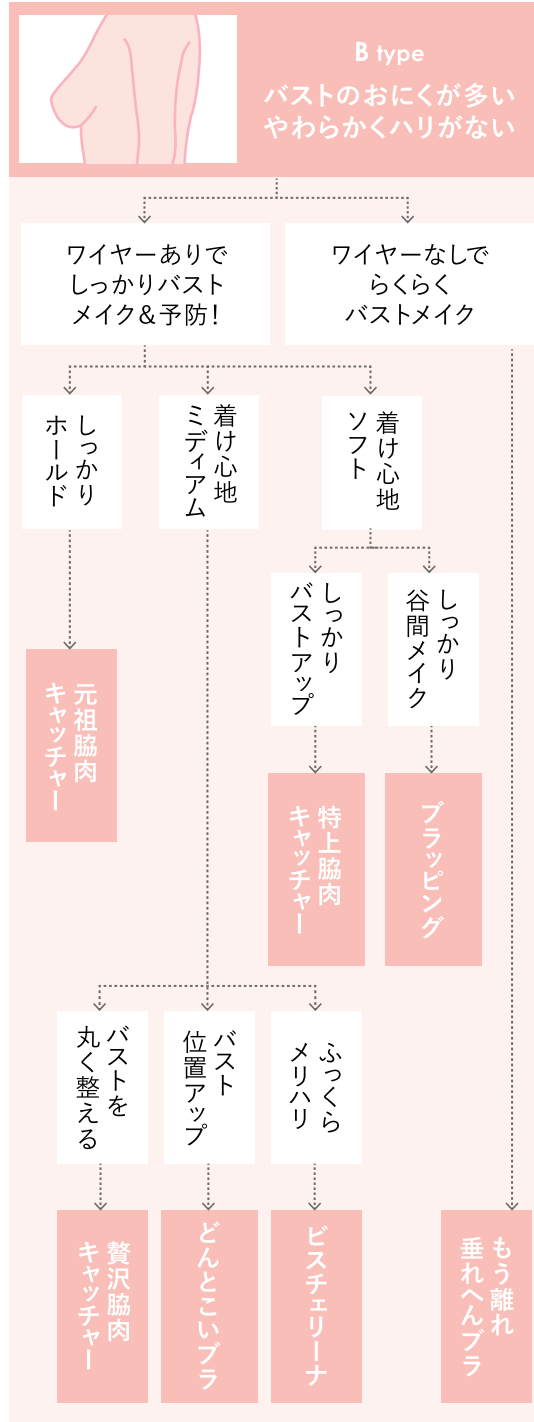 B type
バストのおにくが多い
やわらかくハリがない
ワイヤーありで
しっかりバスト
メイク＆予防！
ワイヤーなしで
らくらく
バストメイク
しっかり
ホールド
着け心地
ミディアム
着け心地
ソフト
しっかり
バストアップ
しっかり
谷間メイク
元祖脇肉
キャッチャー
特上脇肉
キャッチャー
ブラッピング
バストを
丸く整える
バスト
位置アップ
ふっくら
メリハリ
贅沢脇肉
キャッチャー
どんとこいブラ
ビスチェリーナ
もう離れ
垂れへんブラ